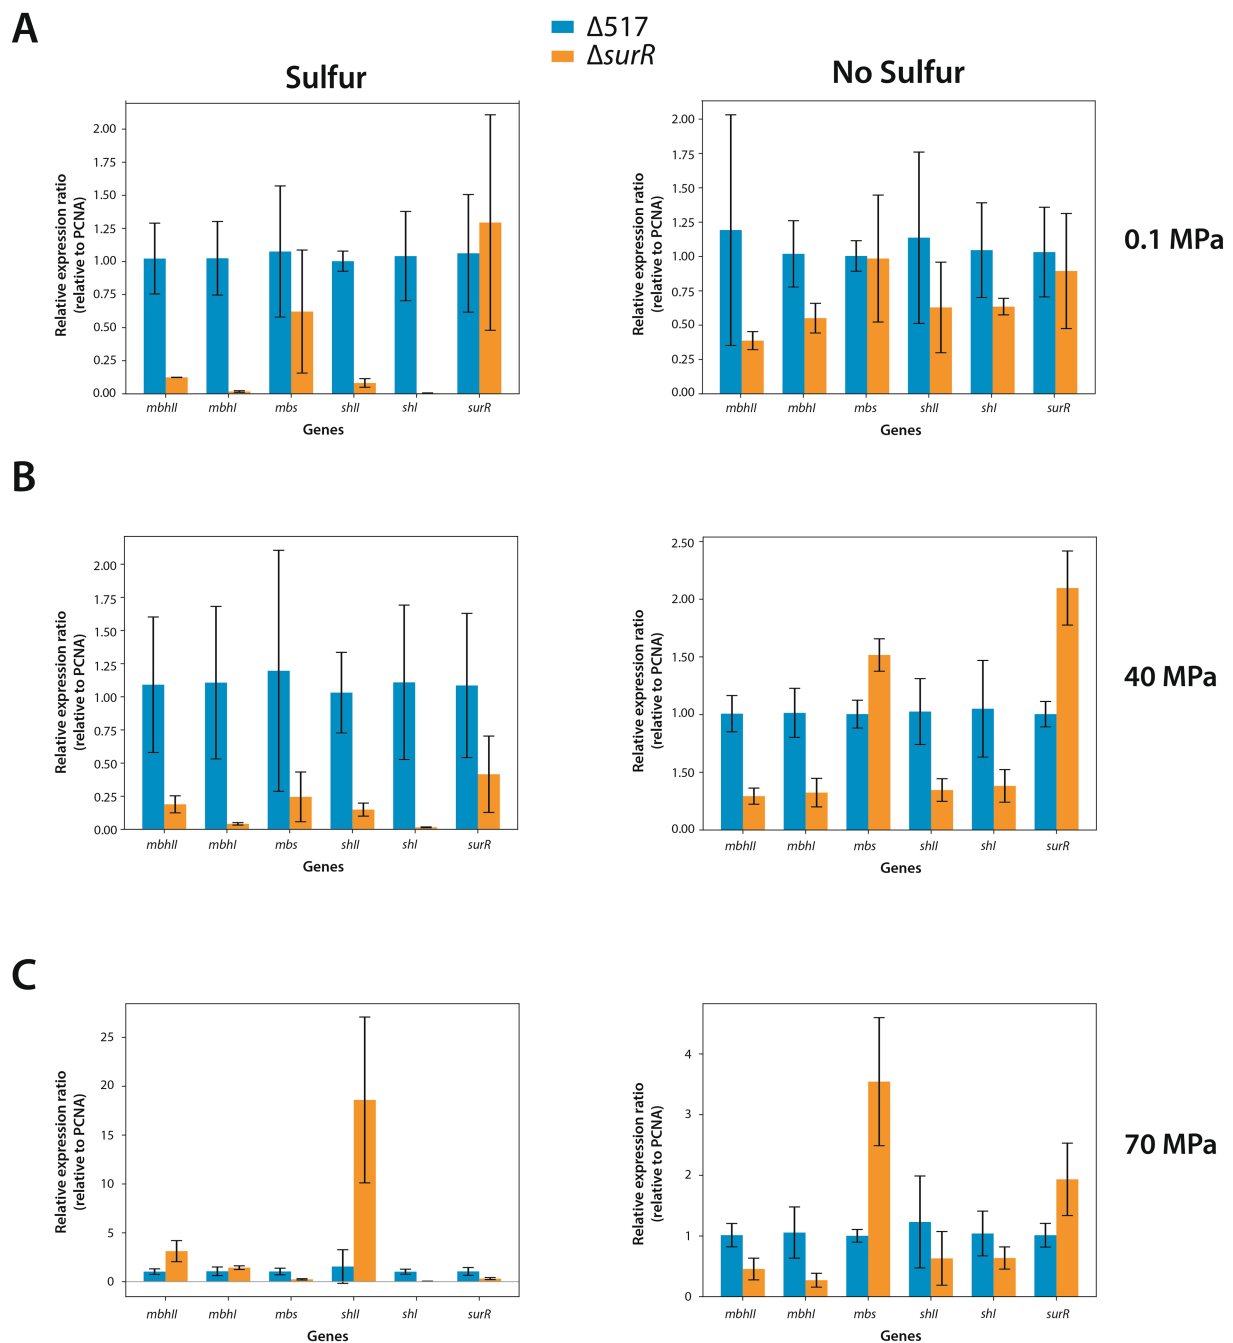 A
Δ517
ΔsurR
Sulfur
No Sulfur
Relative expression ratio
(relative to PCNA)
2.00
1.75
1.50
1.25
1.00
0.75
0.50
0.25
0.00
mbhII mbhI mbs shII shI surR
Genes
Relative expression ratio
(relative to PCNA)
2.00
1.75
1.50
1.25
1.00
0.75
0.50
0.25
0.00
mbhII mbhI mbs shII shI surR
Genes
0.1 MPa
B
Relative expression ratio
(relative to PCNA)
2.00
1.75
1.50
1.25
1.00
0.75
0.50
0.25
0.00
mbhII mbhI mbs shII shI surR
Genes
Relative expression ratio
(relative to PCNA)
2.50
2.00
1.50
1.00
1.50
0.00
mbhII mbhI mbs shII shI surR
Genes
40 MPa
C
Relative expression ratio
(relative to PCNA)
25
20
15
10
5
0
mbhII mbhI mbs shII shI surR
Genes
Relative expression ratio
(relative to PCNA)
4
3
2
1
0
mbhII mbhI mbs shII shI surR
Genes
70 MPa